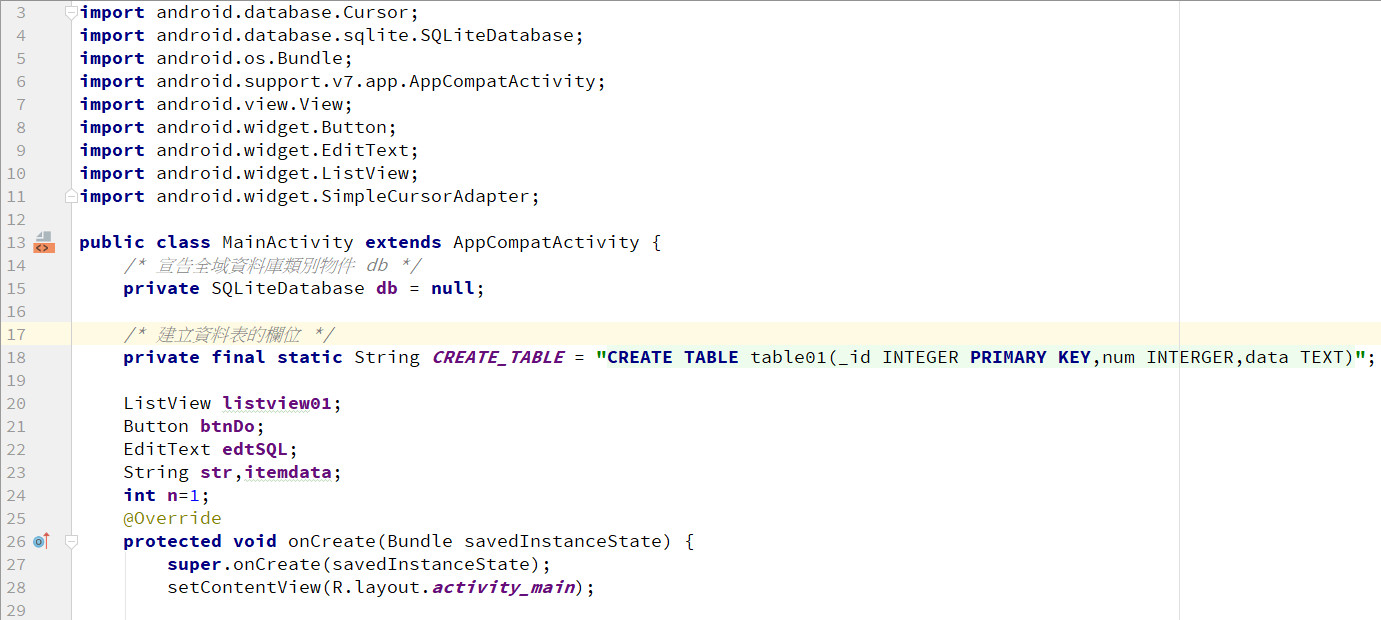 3 import android.database.Cursor;
4 import android.database.sqlite.SQLiteDatabase;
5 import android.os.Bundle;
6 import android.support.v7.app.AppCompatActivity;
7 import android.view.View;
8 import android.widget.Button;
9 import android.widget.EditText;
10 import android.widget.ListView;
11 import android.widget.SimpleCursorAdapter;
12
13 public class MainActivity extends AppCompatActivity {
14 /* 宣告全域資料庫類別物件 db */
15 private SQLiteDatabase db = null;
16
17 /* 建立資料表的欄位 */
18 private final static String CREATE_TABLE = "CREATE TABLE table01(_id INTEGER PRIMARY KEY,num INTERGER,data TEXT)";
19
20 ListView listview01;
21 Button btnDo;
22 EditText edtSQL;
23 String str,itemdata;
24 int n=1;
25 @Override
26 protected void onCreate(Bundle savedInstanceState) {
27 super.onCreate(savedInstanceState);
28 setContentView(R.layout.activity_main);
29